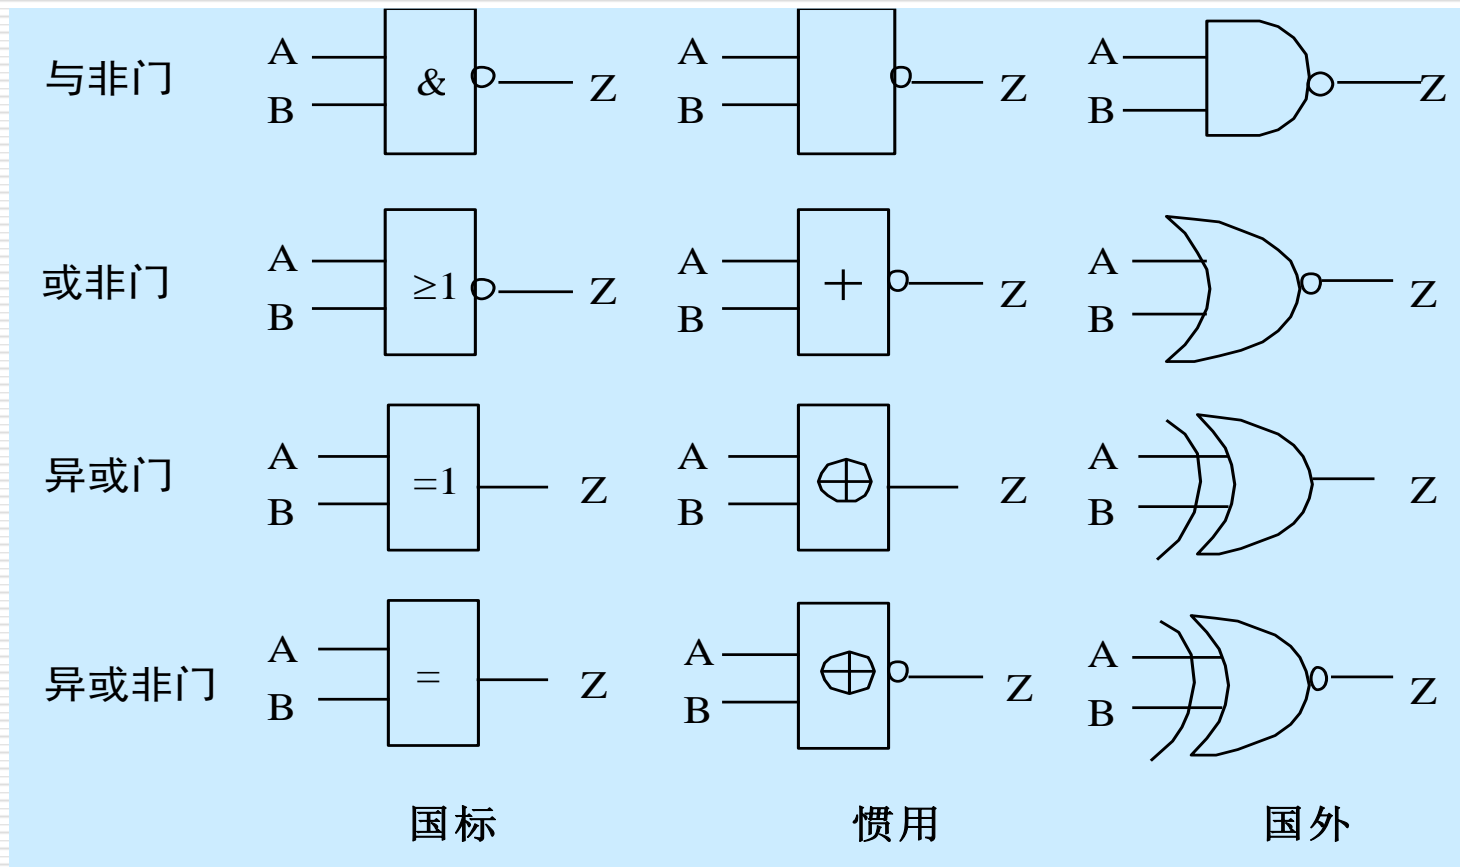 与非门 A B & Z A B Z A B Z
或非门 A B ≥1 Z A B + Z A B Z
异或门 A B =1 Z A B ⊕ Z A B Z
异或非门 A B = Z A B ⊕ Z A B Z
国标 惯用 国外